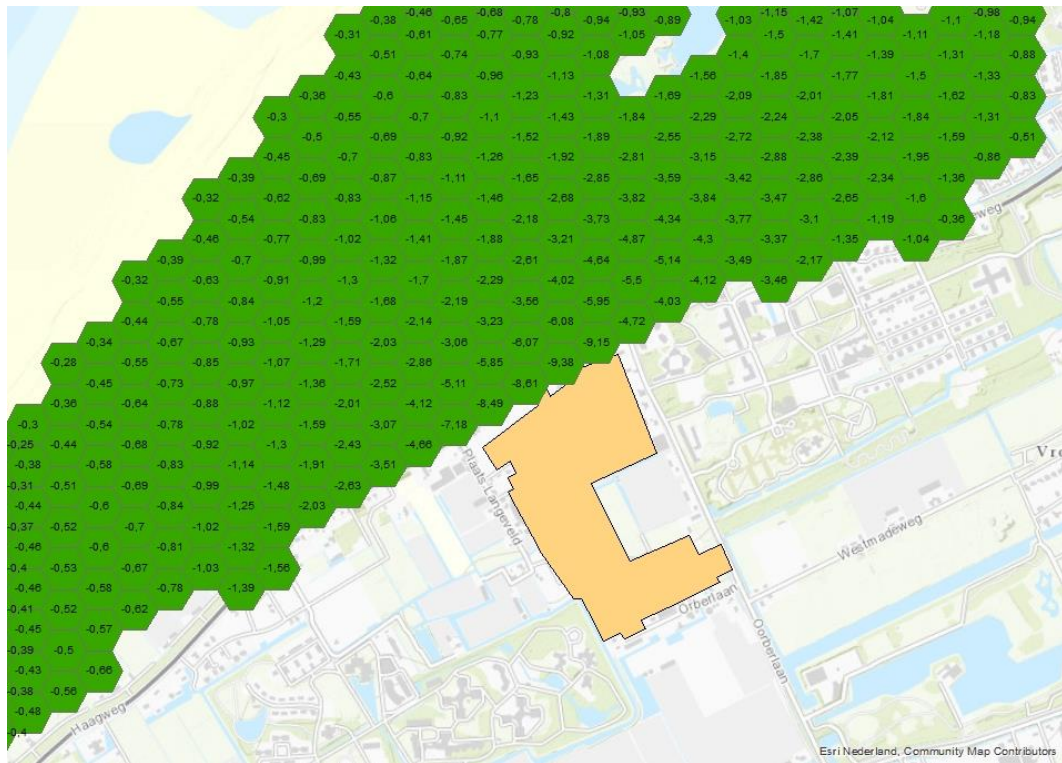 -0,46 -0,68 -0,8 -0,93 -1,15 -1,07 -0,98
-0,38 -0,65 -0,78 -0,94 -0,89 -1,03 -1,42 -1,04 -1,1 -0,94
-0,31 -0,61 -0,77 -0,92 -1,05 -1,5 -1,41 -1,11 -1,18
-0,51 -0,74 -0,93 -1,08 -1,4 -1,7 -1,39 -1,31 -0,88
-0,43 -0,64 -0,96 -1,13 -1,56 -1,85 -1,77 -1,5 -1,33
-0,36 -0,6 -0,83 -1,23 -1,31 -1,69 -2,09 -2,01 -1,81 -1,62 -0,83
-0,3 -0,55 -0,7 -1,1 -1,43 -1,84 -2,29 -2,24 -2,05 -1,84 -1,31
-0,5 -0,69 -0,92 -1,52 -1,89 -2,55 -2,72 -2,38 -2,12 -1,59 -0,51
-0,45 -0,7 -0,83 -1,26 -1,92 -2,81 -3,15 -2,88 -2,39 -1,95 -0,86
-0,39 -0,69 -0,87 -1,11 -1,65 -2,85 -3,59 -3,42 -2,86 -2,34 -1,36
-0,32 -0,62 -0,83 -1,15 -1,46 -2,68 -3,82 -3,84 -3,47 -2,65 -1,6
-0,54 -0,83 -1,06 -1,45 -2,18 -3,73 -4,34 -3,77 -3,1 -1,19 -0,36
-0,46 -0,77 -1,02 -1,41 -1,88 -3,21 -4,87 -4,3 -3,37 -1,35 -1,04
-0,39 -0,7 -0,99 -1,32 -1,87 -2,61 -4,64 -5,14 -3,49 -2,17
-0,32 -0,63 -0,91 -1,3 -1,7 -2,29 -4,02 -5,5 -4,12 -3,46
-0,55 -0,84 -1,2 -1,68 -2,19 -3,56 -5,95 -4,03
-0,44 -0,78 -1,05 -1,59 -2,14 -3,23 -6,08 -4,72
-0,34 -0,67 -0,93 -1,29 -2,03 -3,06 -6,07 -9,15
-0,28 -0,55 -0,85 -1,07 -1,71 -2,86 -5,85 -9,38
-0,45 -0,73 -0,97 -1,36 -2,52 -5,11 -8,61
-0,36 -0,64 -0,88 -1,12 -2,01 -4,12 -8,49
-0,3 -0,54 -0,78 -1,02 -1,59 -3,07 -7,18
-0,25 -0,44 -0,68 -0,92 -1,3 -2,43 -4,66
-0,38 -0,58 -0,83 -1,14 -1,91 -3,51
-0,31 -0,51 -0,69 -0,99 -1,48 -2,63
-0,44 -0,6 -0,84 -1,25 -2,03
-0,37 -0,52 -0,7 -1,02 -1,59
-0,46 -0,6 -0,81 -1,32
-0,4 -0,53 -0,67 -1,03 -1,56
-0,46 -0,58 -0,78 -1,39
-0,41 -0,52 -0,62
-0,45 -0,57
-0,39 -0,5
-0,43 -0,66
-0,38 -0,56
-0,48
-0,4
Haagweg
Plaats Langeveld
Westmadeweg
Orberlaan
Oorberlaan
Esri Nederland, Community Map Contributors